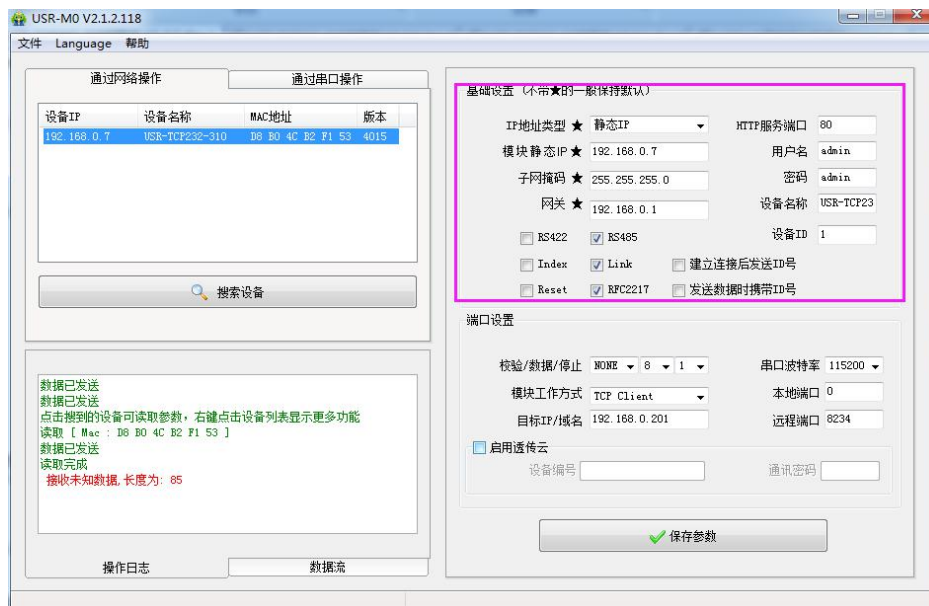 USR-M0 V2.1.2.118
文件 Language 帮助
通过网络操作 通过串口操作
设备IP 设备名称 MAC地址 版本
192.168.0.7 USR-TCP232-310 D8 B0 4C B2 F1 53 4015
搜索设备
数据已发送
数据已发送
点击搜到的设备可读取参数，右键点击设备列表显示更多功能
读取 [ Mac : D8 B0 4C B2 F1 53 ]
数据已发送
读取完成
接收未知数据,长度为: 85
操作日志 数据流
基础设置 (不带★的一般保持默认)
IP地址类型 ★ 静态IP HTTP服务端口 80
模块静态IP★ 192.168.0.7 用户名 admin
子网掩码 ★ 255.255.255.0 密码 admin
网关 ★ 192.168.0.1 设备名称 USR-TCP23
RS422 RS485 设备ID 1
Index Link 建立连接后发送ID号
Reset RFC2217 发送数据时携带ID号
端口设置
校验/数据/停止 NONE 8 1 串口波特率 115200
模块工作方式 TCP Client 本地端口 0
目标IP/域名 192.168.0.201 远程端口 8234
启用透传云
设备编号 通讯密码
保存参数